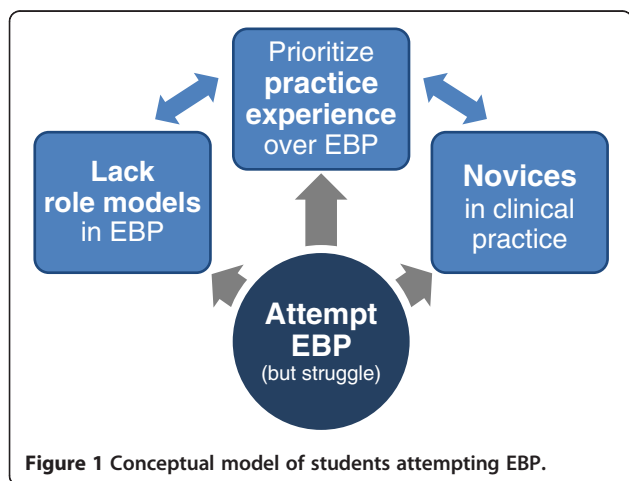 Prioritize
practice
experience
over EBP
Lack
role models
in EBP
Novices
in clinical
practice
Attempt
EBP
(but struggle)
Figure 1 Conceptual model of students attempting EBP.